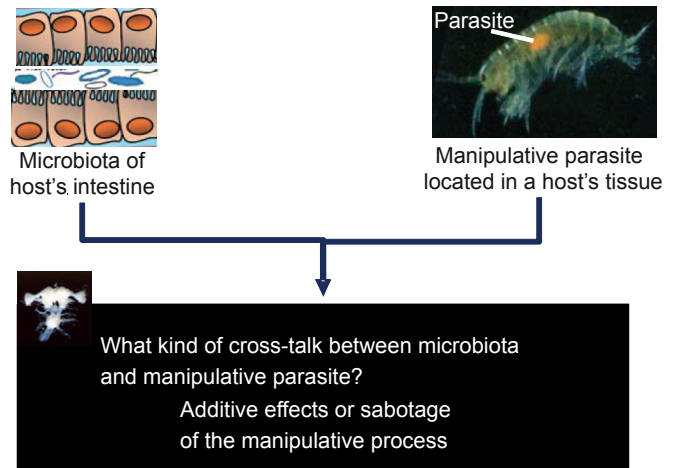 Parasite
Microbiota of
host's intestine
Manipulative parasite
located in a host's tissue
What kind of cross-talk between microbiota
and manipulative parasite?
Additive effects or sabotage
of the manipulative process